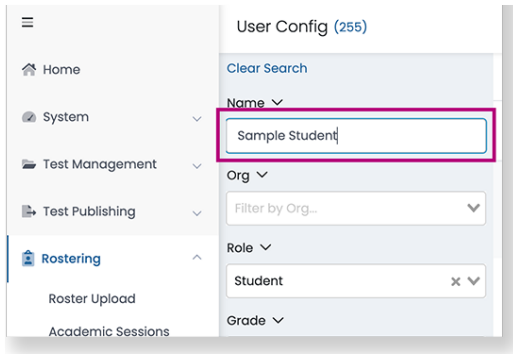 User Config (255)
Home
System
Test Management
Test Publishing
Rostering
Roster Upload
Academic Sessions
Clear Search
Name
Sample Student
Org
Filter by Org...
Role
Student
Grade